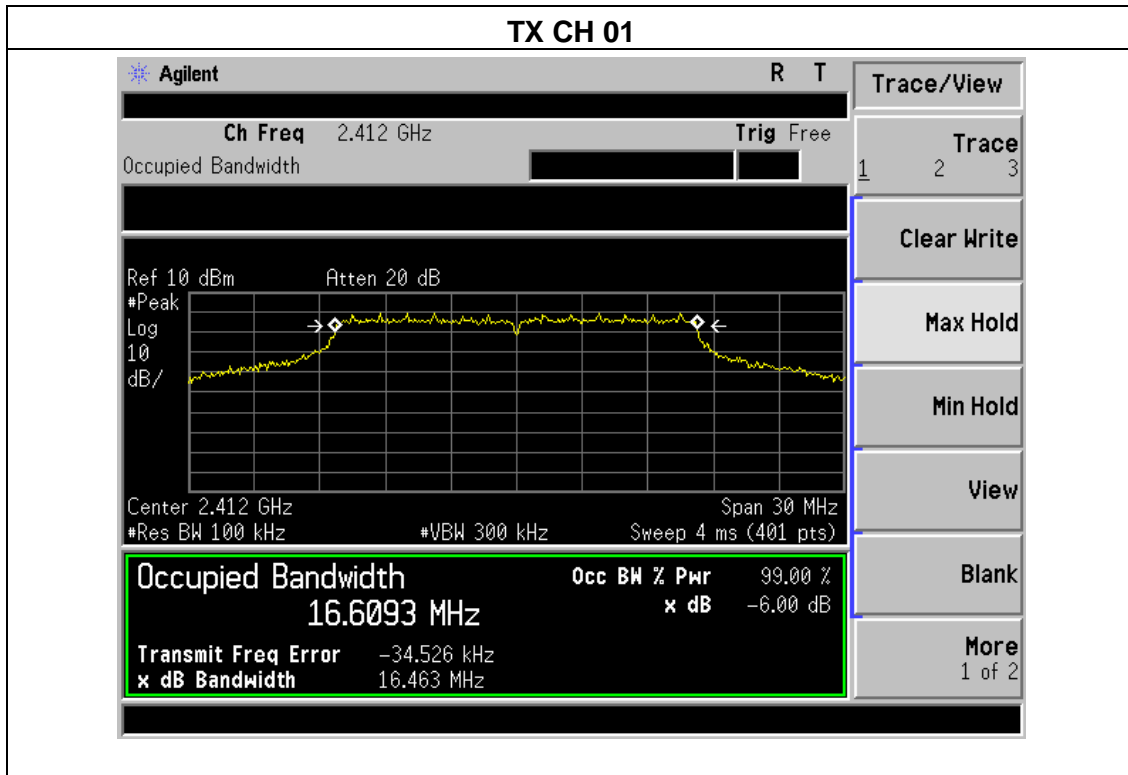 TX CH 01
Agilent R T
Ch Freq 2.412 GHz Trig Free
Occupied Bandwidth
Ref 10 dBm Atten 20 dB
#Peak
Log
10
dB/
Center 2.412 GHz Span 30 MHz
#Res BW 100 kHz #VBW 300 kHz Sweep 4 ms (401 pts)
Occupied Bandwidth Occ BW % Pwr 99.00 %
16.6093 MHz x dB -6.00 dB
Transmit Freq Error -34.526 kHz
x dB Bandwidth 16.463 MHz
Trace/View
Trace
1 2 3
Clear Write
Max Hold
Min Hold
View
Blank
More
1 of 2